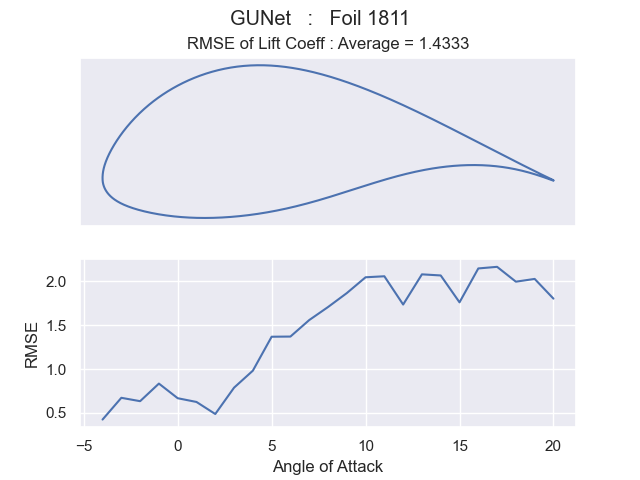 GUNet   :   Foil 1811
RMSE of Lift Coeff : Average = 1.4333
2.0
1.5
1.0
0.5
RMSE
−5 0 5 10 15 20
Angle of Attack